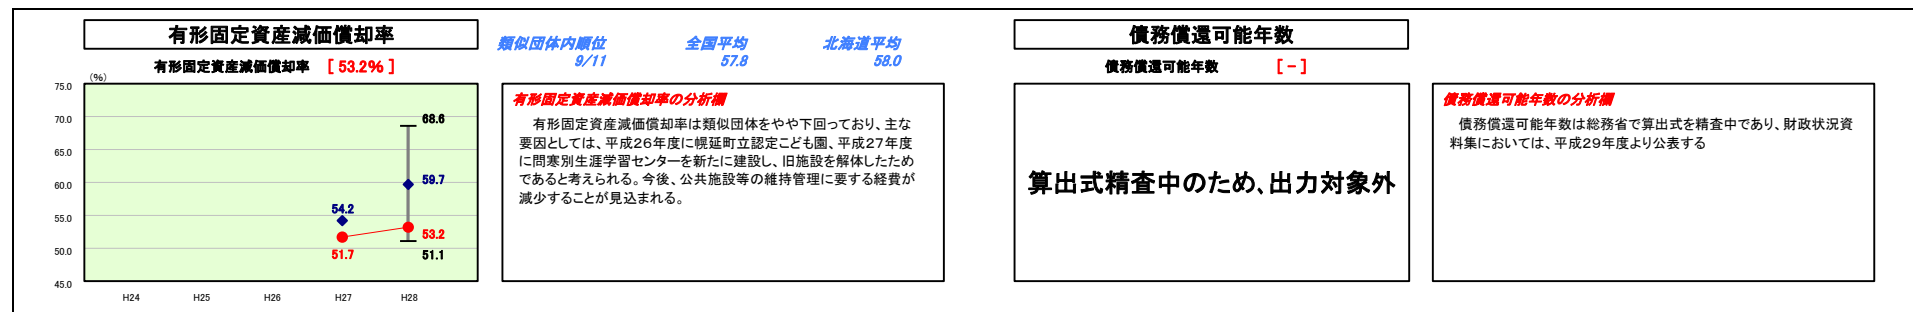 有形固定資産減価償却率
有形固定資産減価償却率 [ 53.2% ]
類似団体内順位
9/11
全国平均
57.8
北海道平均
58.0
(%)
75.0
70.0
65.0
60.0
55.0
50.0
45.0
68.6
59.7
54.2
53.2
51.7
51.1
H24
H25
H26
H27
H28
有形固定資産減価償却率の分析欄
有形固定資産減価償却率は類似団体をやや下回っており、主な
要因としては、平成26年度に幌延町立認定こども園、平成27年度
に問寒別生涯学習センターを新たに建設し、旧施設を解体したため
であると考えられる。今後、公共施設等の維持管理に要する経費が
減少することが見込まれる。
債務償還可能年数
債務償還可能年数 [ - ]
算出式精査中のため、出力対象外
債務償還可能年数の分析欄
債務償還可能年数は総務省で算出式を精査中であり、財政状況資
料集においては、平成29年度より公表する